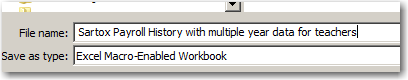 File name: Sartox Payroll History with multiple year data for teachers
Save as type: Excel Macro-Enabled Workbook